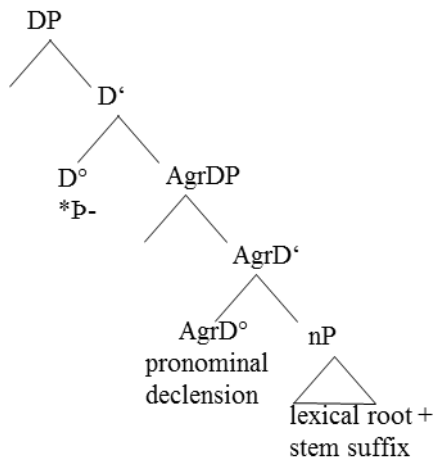 DP
D‘
D° AgrDP
*Þ-
AgrD‘
AgrD° nP
pronominal
declension
lexical root +
stem suffix